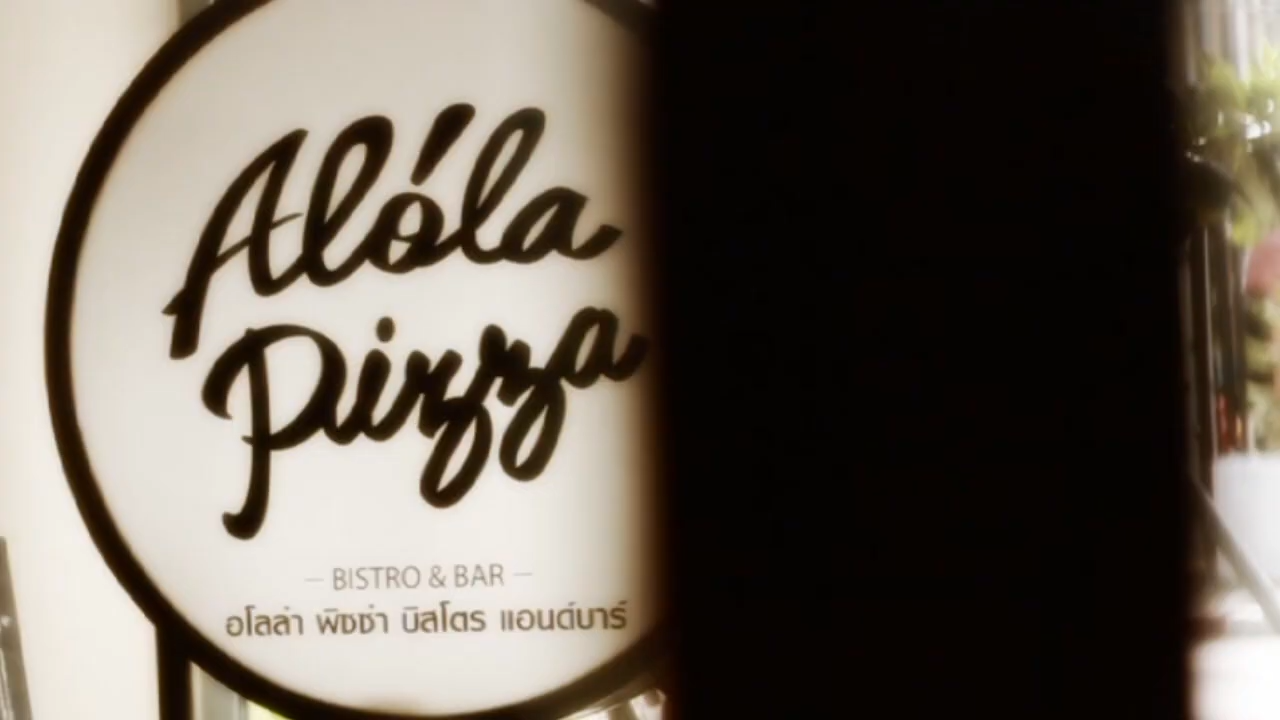 Alóla
Pizza
– BISTRO & BAR –
อโลล่า พิซซ่า บิสโตร แอนด์บาร์